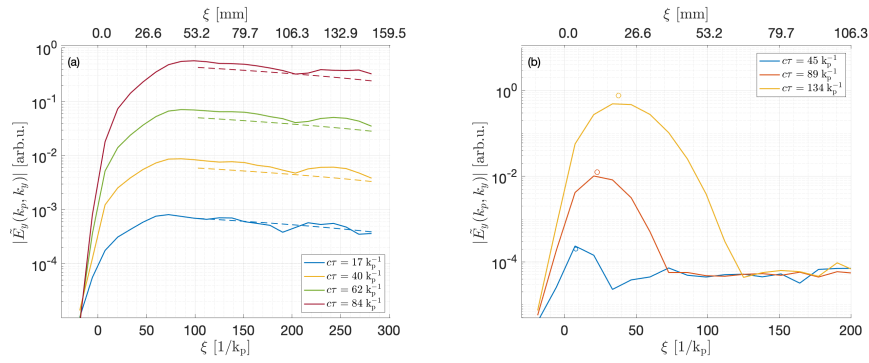 ξ [mm]
0.0 26.6 53.2 79.7 106.3 132.9 159.5
(a)
10^0
10^-1
10^-2
10^-3
10^-4
|Ẽ_y(k_p, k_y)| [arb.u.]
cτ = 17 k_p^-1
cτ = 40 k_p^-1
cτ = 62 k_p^-1
cτ = 84 k_p^-1
0 50 100 150 200 250 300
ξ [1/k_p]
ξ [mm]
0.0 26.6 53.2 79.7 106.3
(b)
cτ = 45 k_p^-1
cτ = 89 k_p^-1
cτ = 134 k_p^-1
10^0
10^-2
10^-4
|Ẽ_y(k_p, k_y)| [arb.u.]
0 50 100 150 200
ξ [1/k_p]